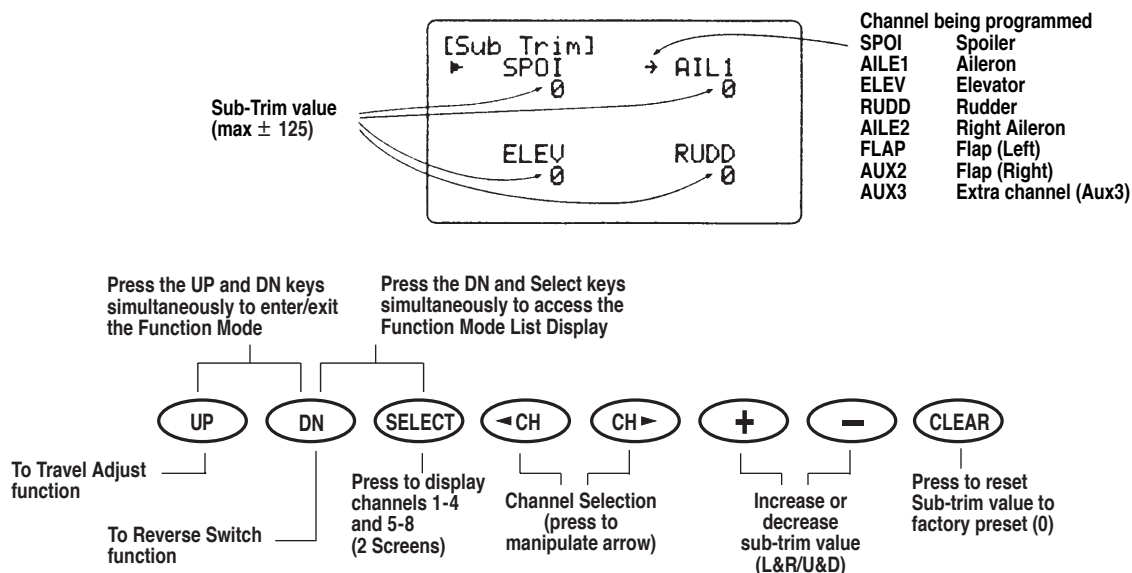 Channel being programmed
SPOI Spoiler
AILE1 Aileron
ELEV Elevator
RUDD Rudder
AILE2 Right Aileron
FLAP Flap (Left)
AUX2 Flap (Right)
AUX3 Extra channel (Aux3)
[Sub Trim]
SPOI → AIL1
0 0
ELEV RUDD
0 0
Sub-Trim value
(max ± 125)
Press the UP and DN keys
simultaneously to enter/exit
the Function Mode
Press the DN and Select keys
simultaneously to access the
Function Mode List Display
UP DN SELECT ◄CH CH► + − CLEAR
To Travel Adjust
function
To Reverse Switch
function
Press to display
channels 1-4
and 5-8
(2 Screens)
Channel Selection
(press to
manipulate arrow)
Increase or
decrease
sub-trim value
(L&R/U&D)
Press to reset
Sub-trim value to
factory preset (0)